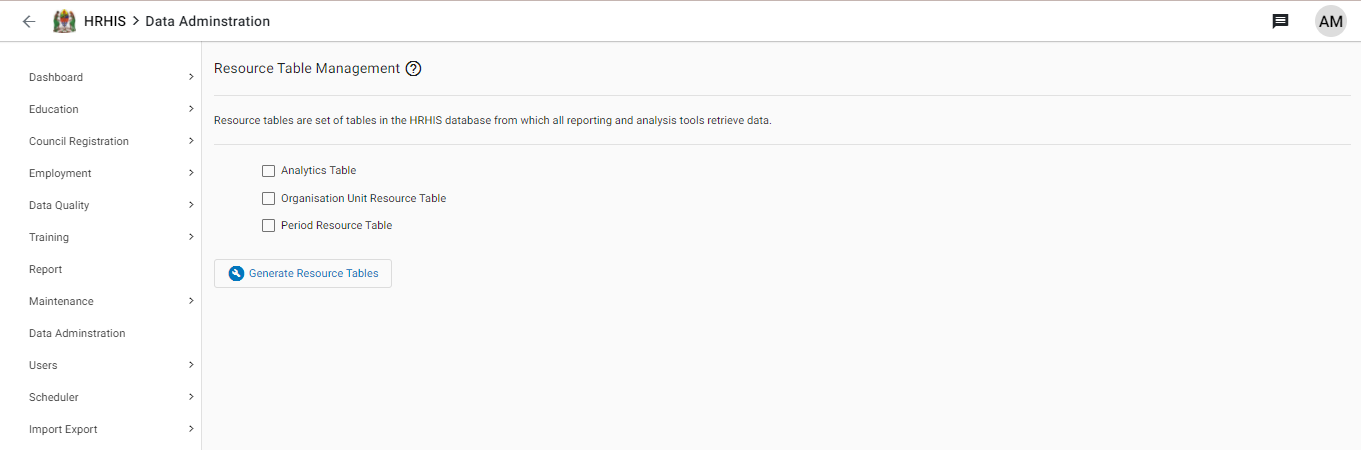 HRHIS > Data Adminstration
AM
Dashboard
Education
Council Registration
Employment
Data Quality
Training
Report
Maintenance
Data Adminstration
Users
Scheduler
Import Export
Resource Table Management ?
Resource tables are set of tables in the HRHIS database from which all reporting and analysis tools retrieve data.
Analytics Table
Organisation Unit Resource Table
Period Resource Table
Generate Resource Tables